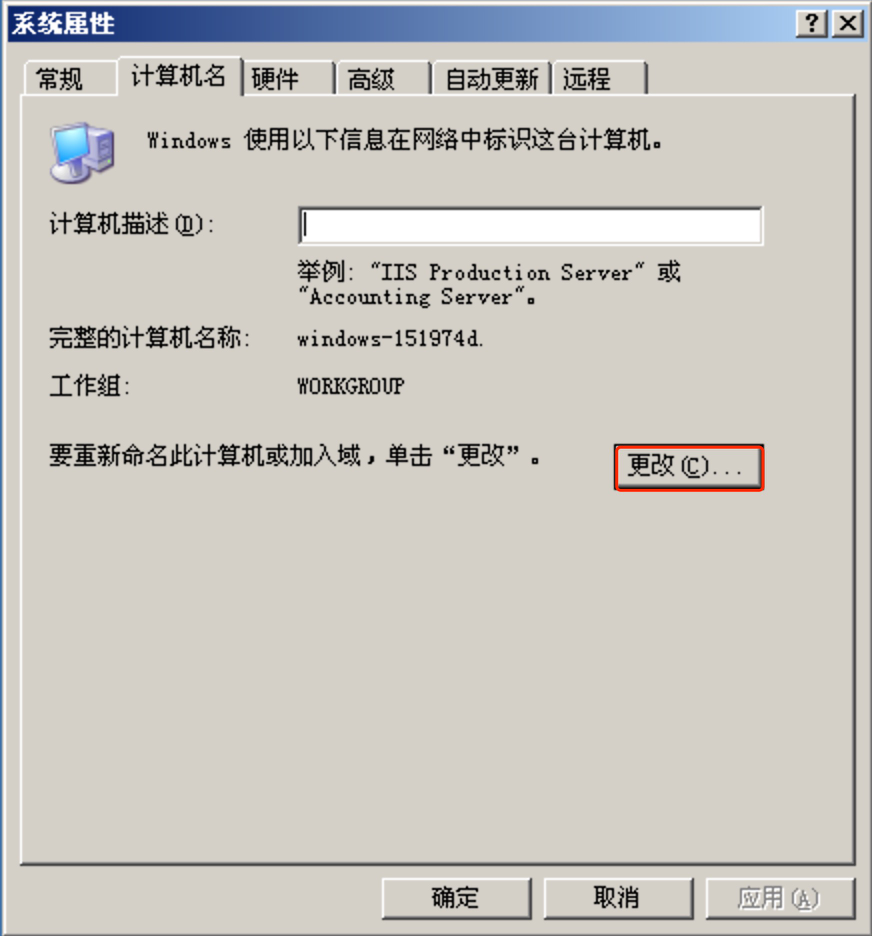 系统属性
常规 计算机名 硬件 高级 自动更新 远程
Windows 使用以下信息在网络中标识这台计算机。
计算机描述(D):
举例: "IIS Production Server" 或
"Accounting Server"。
完整的计算机名称: windows-151974d.
工作组: WORKGROUP
要重新命名此计算机或加入域，单击“更改”。 更改(C)...
确定 取消 应用(A)